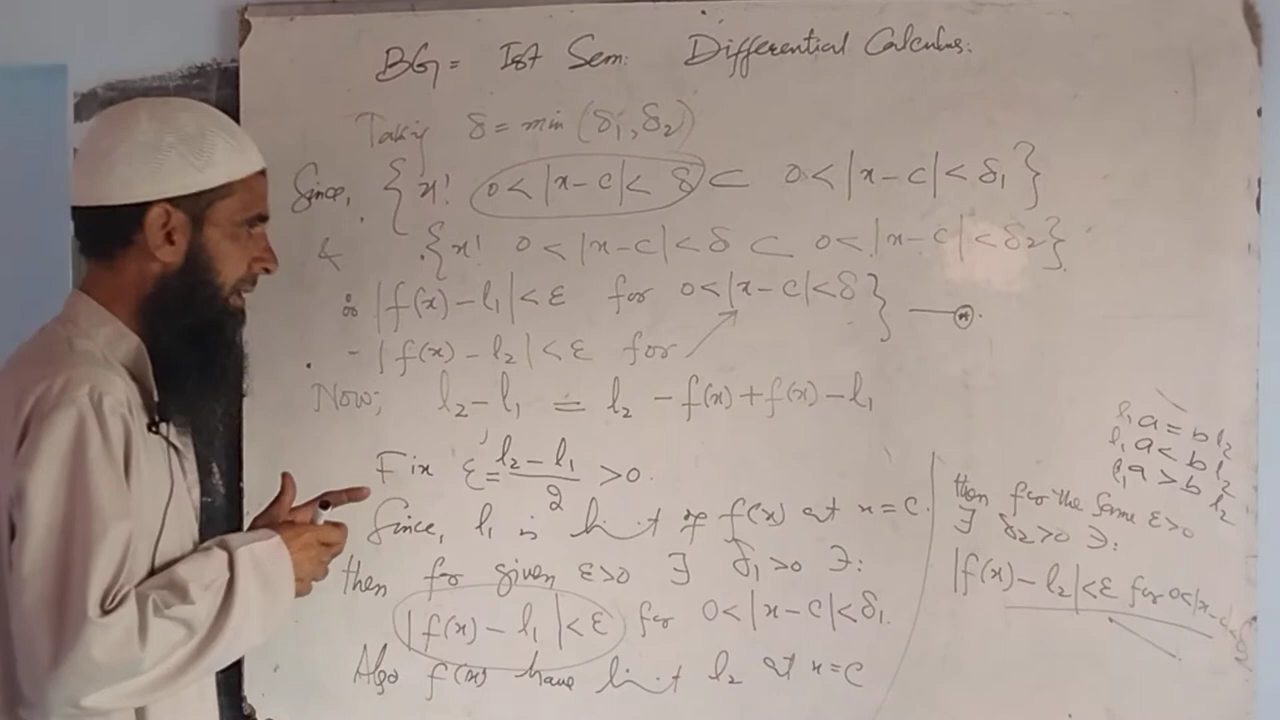 BG = Ist Sem: Differential Calculus:
Taking δ = min (δ₁, δ₂)
Since, {x! 0 < |x-c| < δ ⊂ 0 < |x-c| < δ₁}
& {x! 0 < |x-c| < δ ⊂ 0 < |x-c| < δ₂}
∴ |f(x) - l₁| < ε for 0 < |x-c| < δ } — ⊛.
- |f(x) - l₂| < ε for
Now; l₂ - l₁ = l₂ - f(x) + f(x) - l₁
Fix ε = (l₂ - l₁)/2 > 0.
Since, l₁ is limit of f(x) at x = c.
then for given ε>0 ∃ δ₁>0 ∋:
|f(x) - l₁| < ε for 0 < |x-c| < δ₁.
Also f(x) have limit l₂ at x = c
l₁ a = b l₂
l₁ a < b l₂
l₁ a > b l₂
then for the same ε>0
∃ δ₂>0 ∋:
|f(x) - l₂| < ε for 0<|x-c|<δ₂